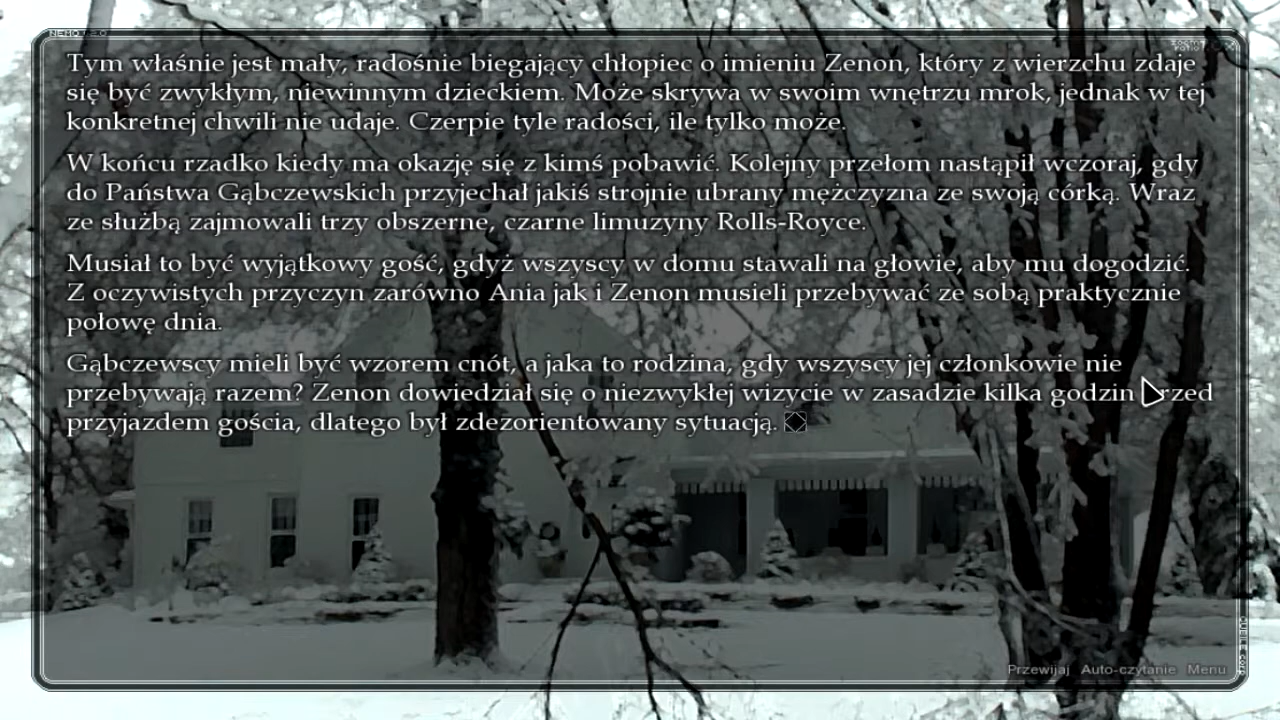 NEMO 7.2.0
Tym właśnie jest mały, radośnie biegający chłopiec o imieniu Zenon, który z wierzchu zdaje
się być zwykłym, niewinnym dzieckiem. Może skrywa w swoim wnętrzu mrok, jednak w tej
konkretnej chwili nie udaje. Czerpie tyle radości, ile tylko może.
W końcu rzadko kiedy ma okazję się z kimś pobawić. Kolejny przełom nastąpił wczoraj, gdy
do Państwa Gąbczewskich przyjechał jakiś strojnie ubrany mężczyzna ze swoją córką. Wraz
ze służbą zajmowali trzy obszerne, czarne limuzyny Rolls-Royce.
Musiał to być wyjątkowy gość, gdyż wszyscy w domu stawali na głowie, aby mu dogodzić.
Z oczywistych przyczyn zarówno Ania jak i Zenon musieli przebywać ze sobą praktycznie
połowę dnia.
Gąbczewscy mieli być wzorem cnót, a jaka to rodzina, gdy wszyscy jej członkowie nie
przebywają razem? Zenon dowiedział się o niezwykłej wizycie w zasadzie kilka godzin przed
przyjazdem gościa, dlatego był zdezorientowany sytuacją.
Przewijaj Auto-czytanie Menu